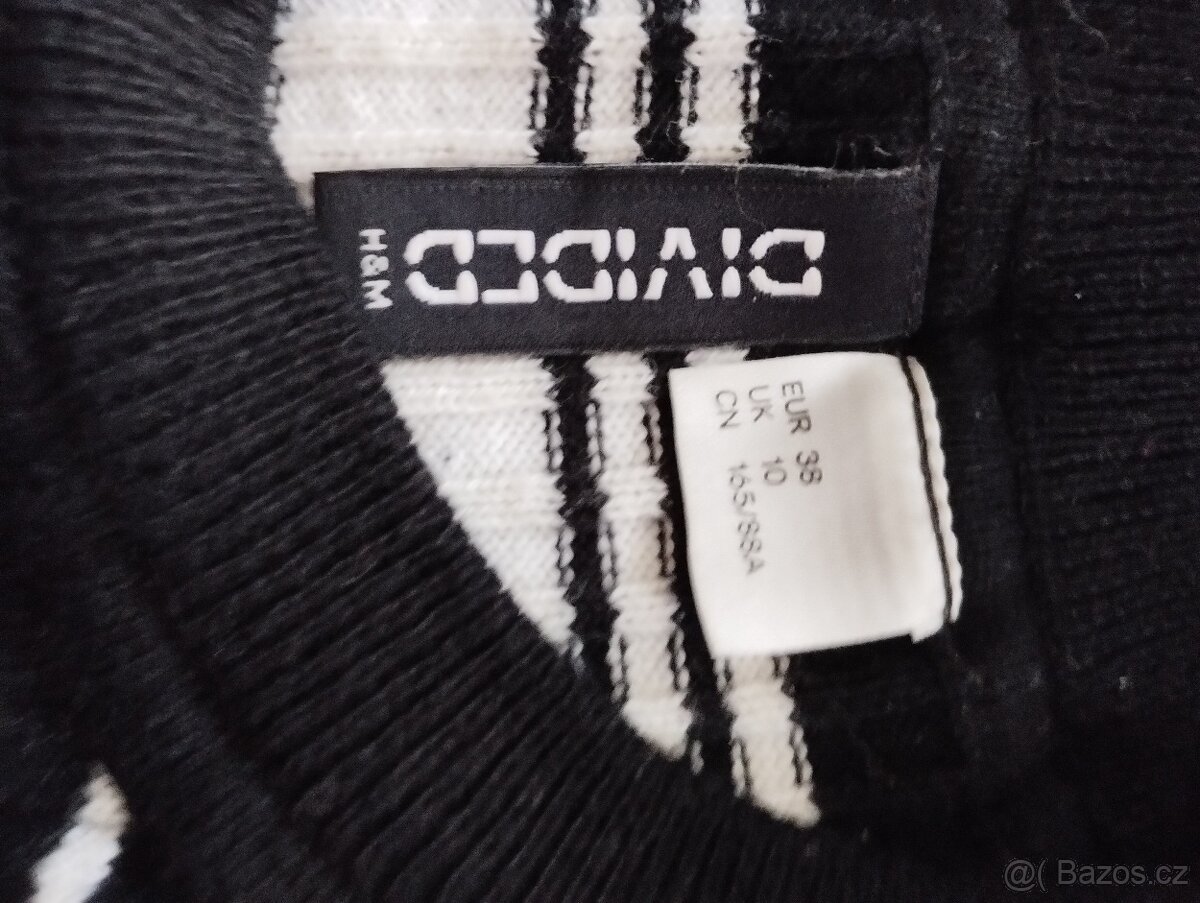 DIVIDED
H&M
EUR 38
UK 10
CN 165/88A
@( Bazos.cz